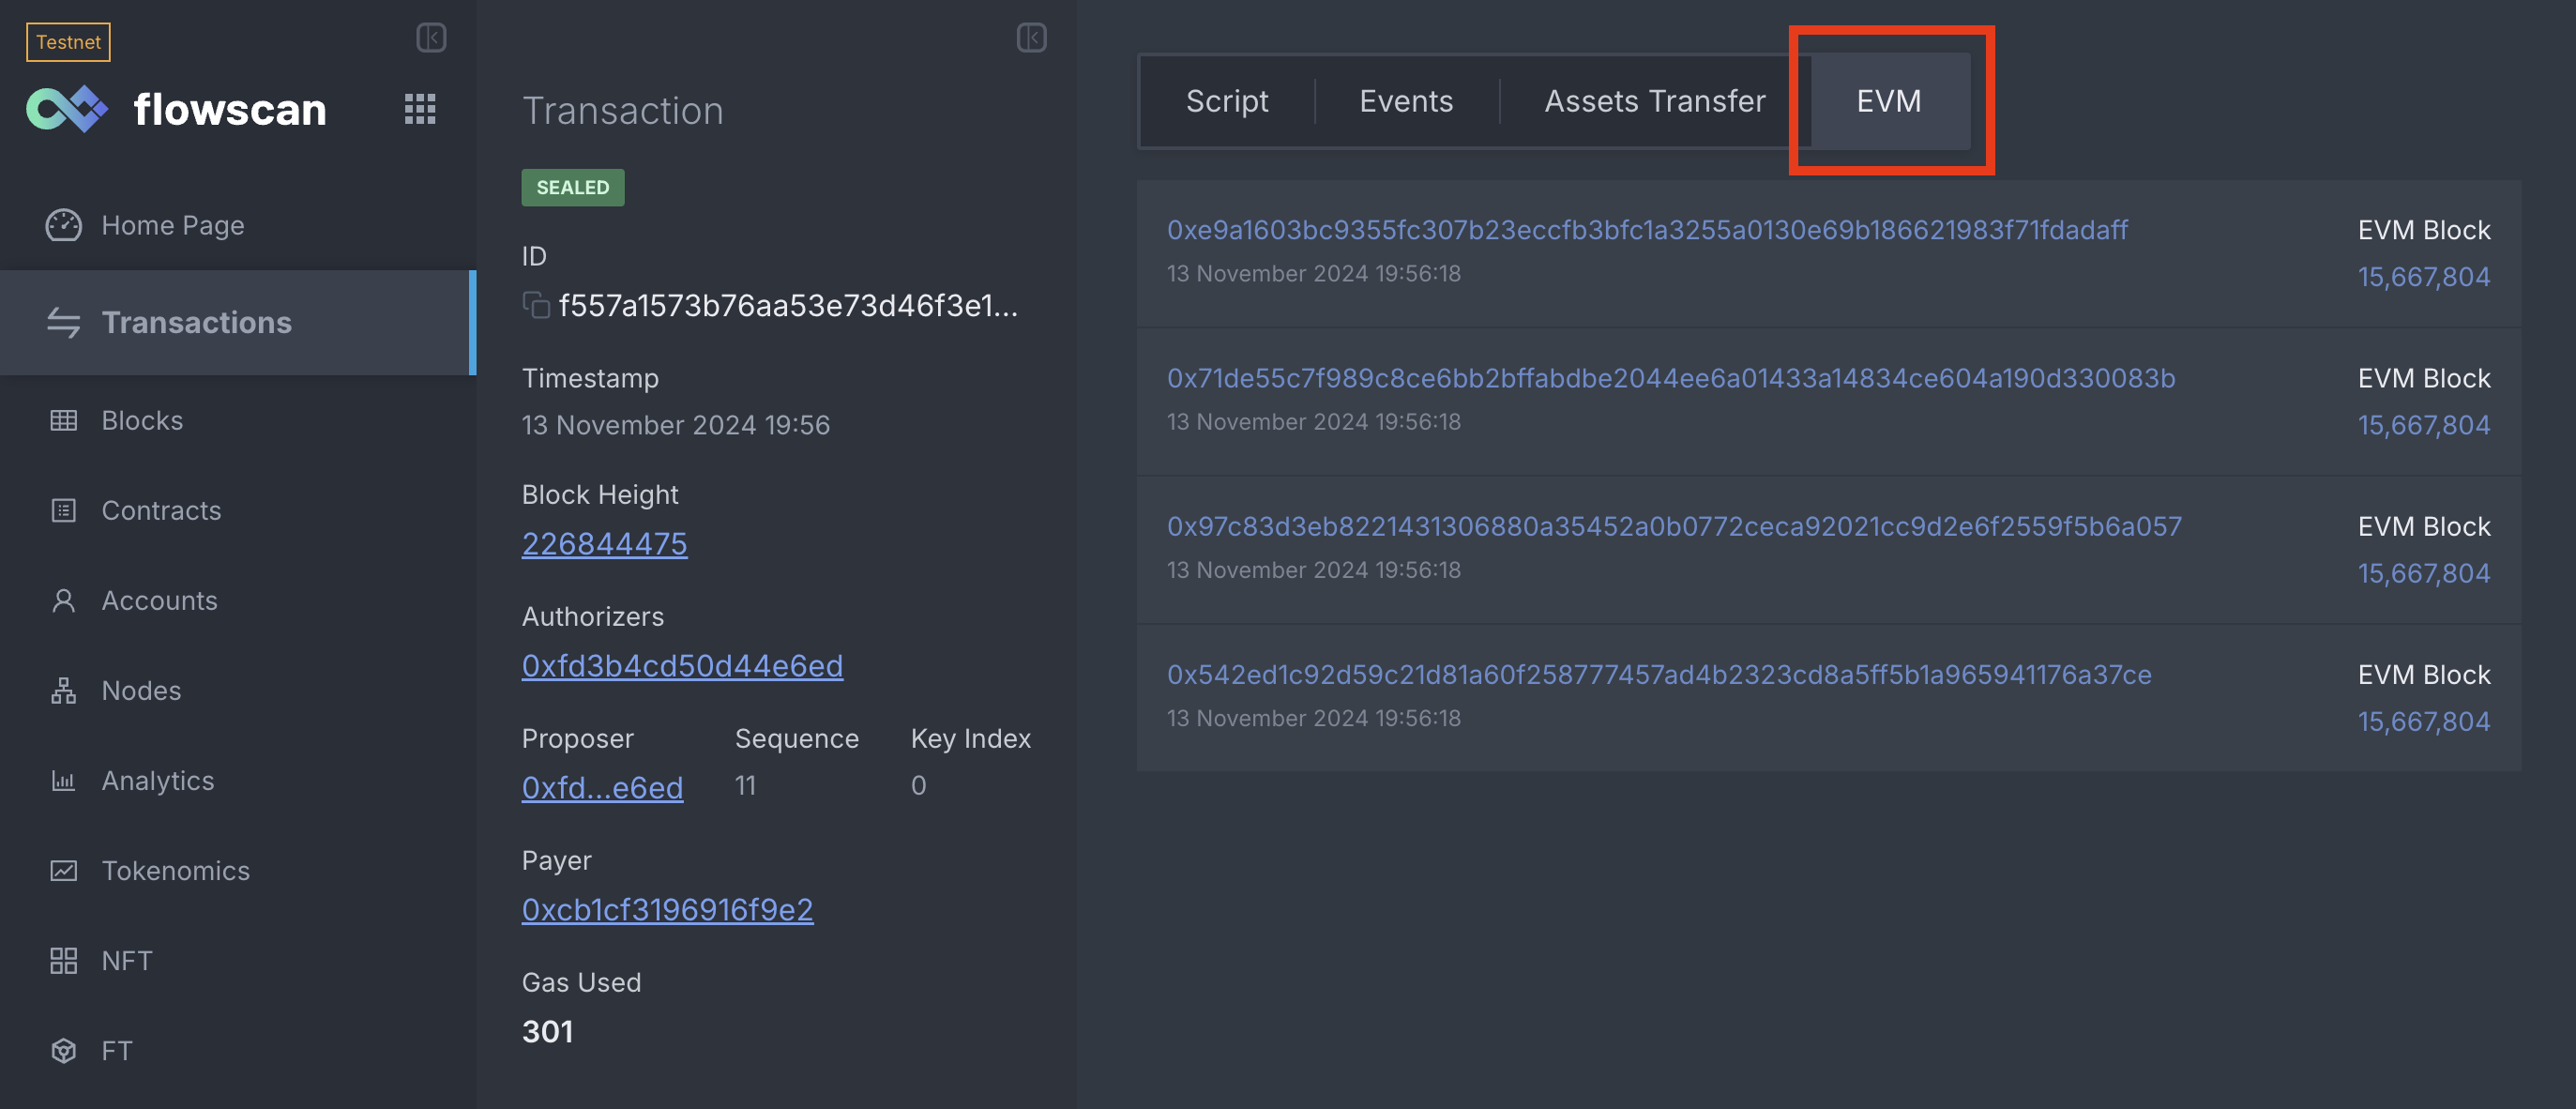 Testnet
flowscan
Home Page
Transactions
Blocks
Contracts
Accounts
Nodes
Analytics
Tokenomics
NFT
FT
Transaction
SEALED
ID
f557a1573b76aa53e73d46f3e1...
Timestamp
13 November 2024 19:56
Block Height
226844475
Authorizers
0xfd3b4cd50d44e6ed
Proposer Sequence Key Index
0xfd...e6ed 11 0
Payer
0xcb1cf3196916f9e2
Gas Used
301
Script Events Assets Transfer EVM
0xe9a1603bc9355fc307b23eccfb3bfc1a3255a0130e69b186621983f71fdadaff EVM Block
13 November 2024 19:56:18 15,667,804
0x71de55c7f989c8ce6bb2bffabdbe2044ee6a01433a14834ce604a190d330083b EVM Block
13 November 2024 19:56:18 15,667,804
0x97c83d3eb8221431306880a35452a0b0772ceca92021cc9d2e6f2559f5b6a057 EVM Block
13 November 2024 19:56:18 15,667,804
0x542ed1c92d59c21d81a60f258777457ad4b2323cd8a5ff5b1a965941176a37ce EVM Block
13 November 2024 19:56:18 15,667,804